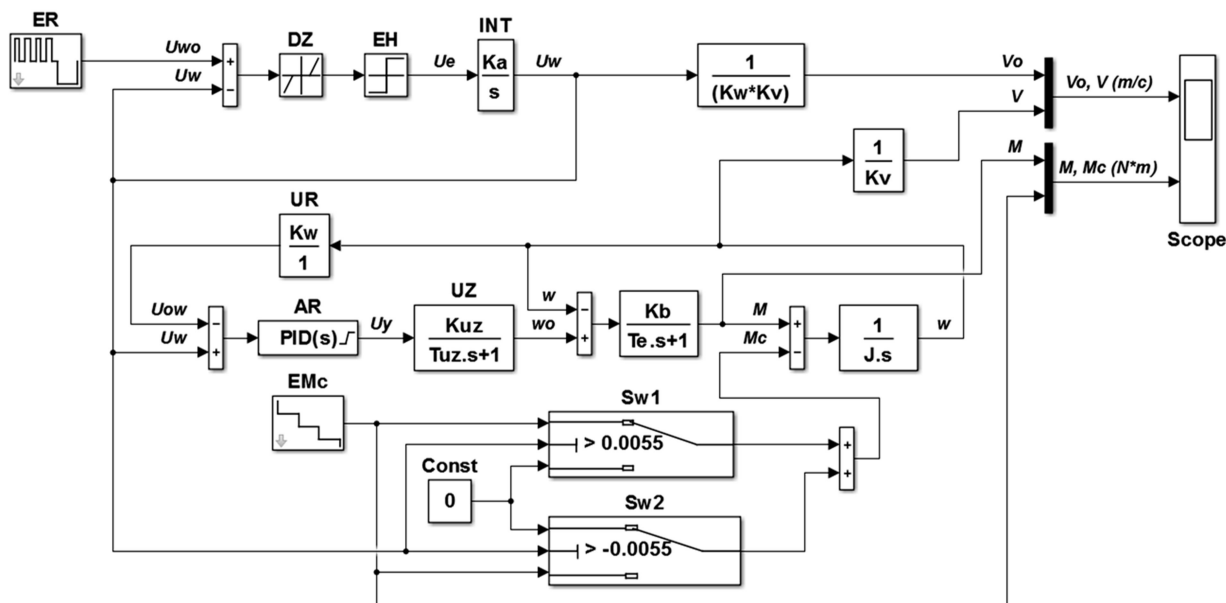 ER
INT
DZ
EH
Uwo
Uw
+
−
Ue
Ka
s
Uw
1
(Kw*Kv)
Vo
V
Vo, V (m/c)
1
Kv
M
M, Mc (N*m)
Scope
UR
Kw
1
Uow
Uw
−
+
AR
PID(s)
Uy
UZ
Kuz
Tuz.s+1
w
wo
−
+
Kb
Te.s+1
M
Mc
+
−
1
J.s
w
EMc
Sw1
> 0.0055
Const
0
Sw2
> -0.0055
+
+